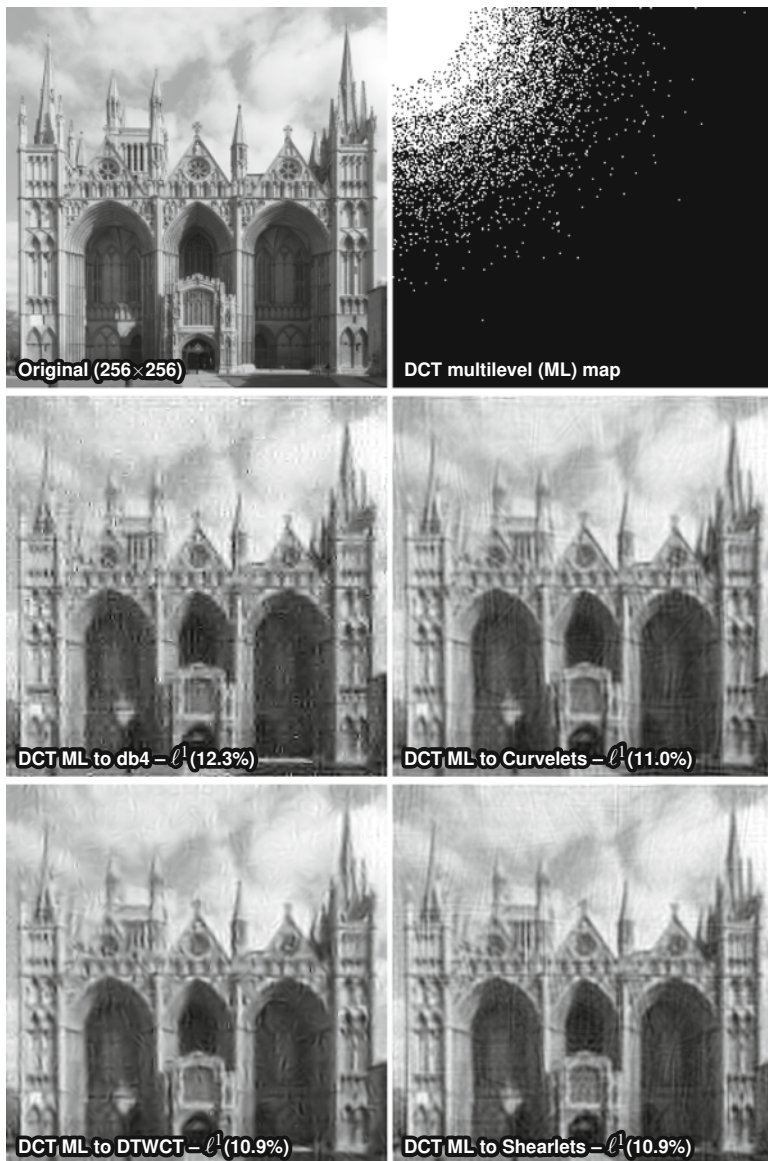 Original (256×256)
DCT multilevel (ML) map
DCT ML to db4 – ℓ¹ (12.3%)
DCT ML to Curvelets – ℓ¹ (11.0%)
DCT ML to DTWCT – ℓ¹ (10.9%)
DCT ML to Shearlets – ℓ¹ (10.9%)